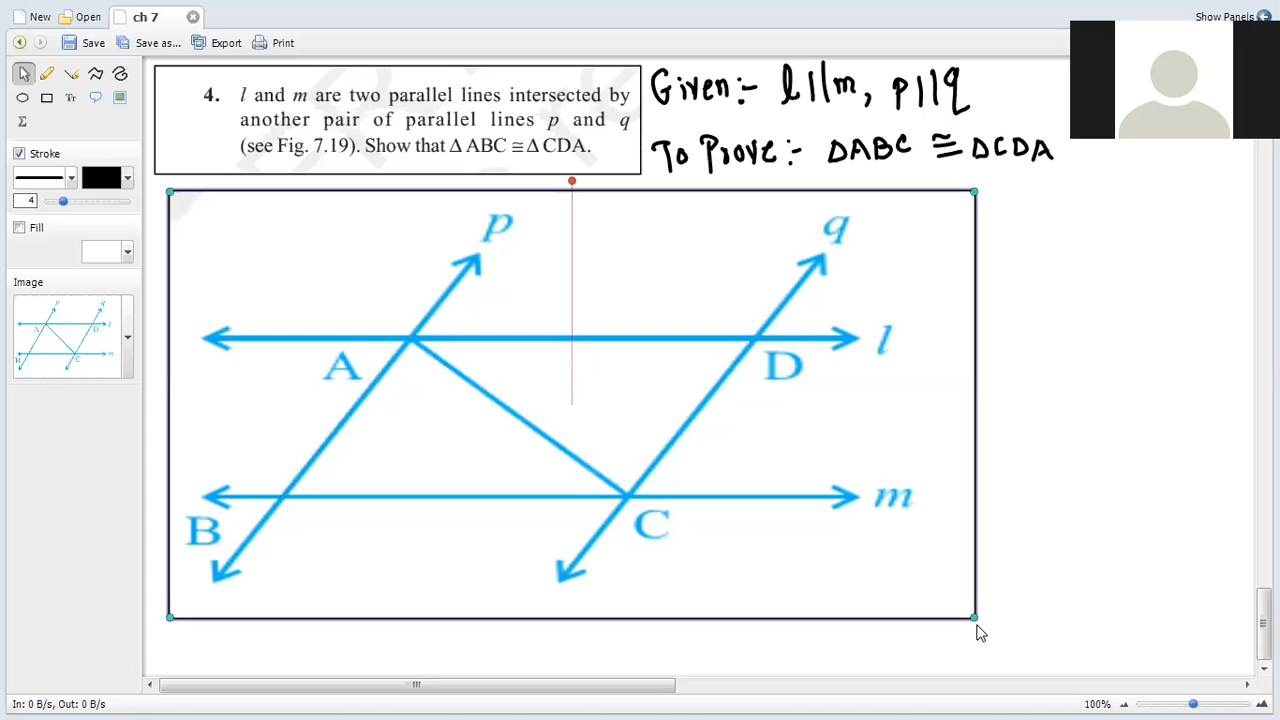 New Open ch 7 Show Panels
Save Save as... Export Print
Stroke
4
Fill
Image
4. l and m are two parallel lines intersected by
another pair of parallel lines p and q
(see Fig. 7.19). Show that Δ ABC ≅ Δ CDA.
Given:- l||m, p||q
To Prove:- ΔABC ≅ ΔCDA
p
q
l
A
D
m
B
C
In: 0 B/s, Out: 0 B/s
100%